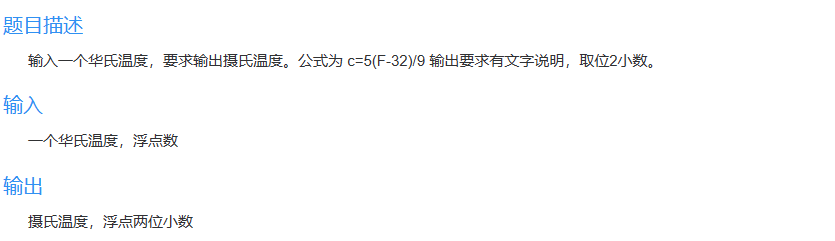 题目描述
输入一个华氏温度，要求输出摄氏温度。公式为 c=5(F-32)/9 输出要求有文字说明，取位2小数。
输入
一个华氏温度，浮点数
输出
摄氏温度，浮点两位小数